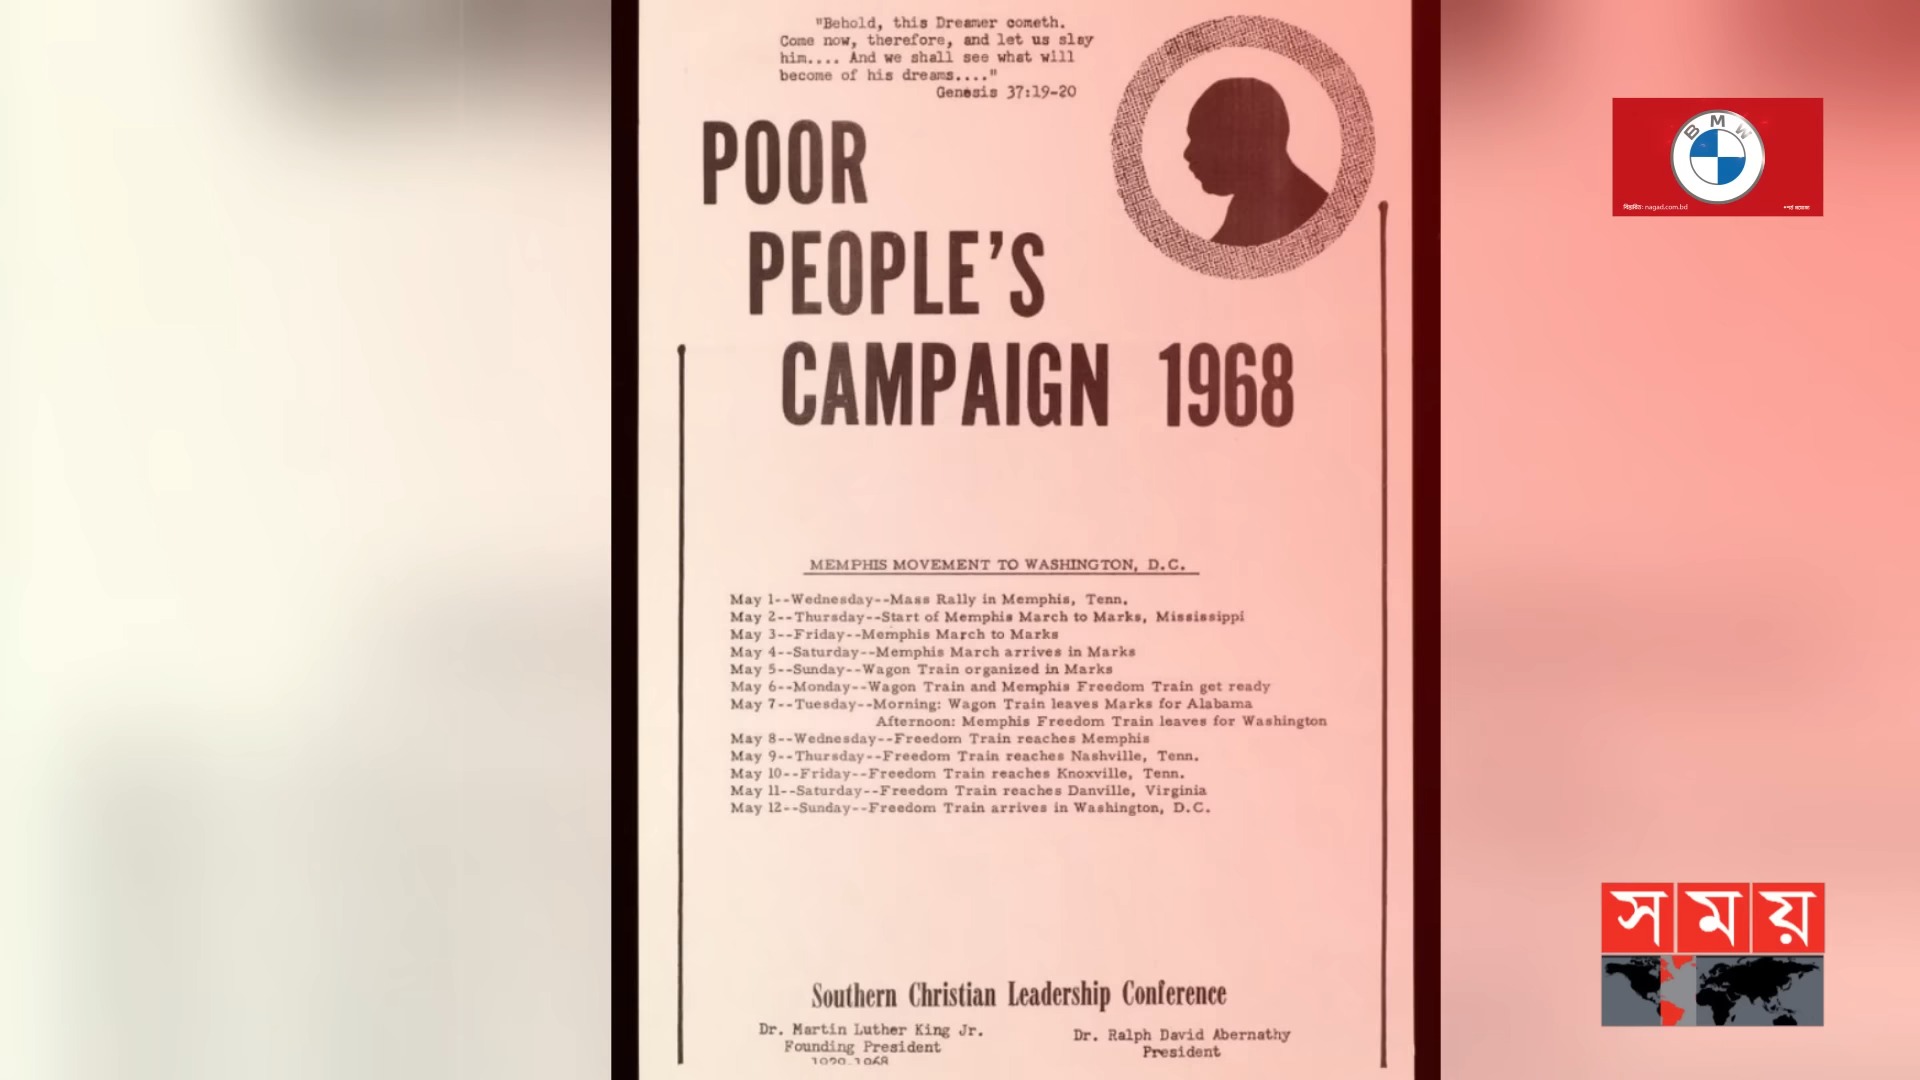 "Behold, this Dreamer cometh.
Come now, therefore, and let us slay
him.... And we shall see what will
become of his dreams...."
Genesis 37:19-20
POOR
PEOPLE'S
CAMPAIGN 1968
MEMPHIS MOVEMENT TO WASHINGTON, D.C.
May 1--Wednesday--Mass Rally in Memphis, Tenn.
May 2--Thursday--Start of Memphis March to Marks, Mississippi
May 3--Friday--Memphis March to Marks
May 4--Saturday--Memphis March arrives in Marks
May 5--Sunday--Wagon Train organized in Marks
May 6--Monday--Wagon Train and Memphis Freedom Train get ready
May 7--Tuesday--Morning: Wagon Train leaves Marks for Alabama
Afternoon: Memphis Freedom Train leaves for Washington
May 8--Wednesday--Freedom Train reaches Memphis
May 9--Thursday--Freedom Train reaches Nashville, Tenn.
May 10--Friday--Freedom Train reaches Knoxville, Tenn.
May 11--Saturday--Freedom Train reaches Danville, Virginia
May 12--Sunday--Freedom Train arrives in Washington, D.C.
Southern Christian Leadership Conference
Dr. Martin Luther King Jr.
Founding President
1929-1968
Dr. Ralph David Abernathy
President
BMW
বিস্তারিত: nagad.com.bd
সময়